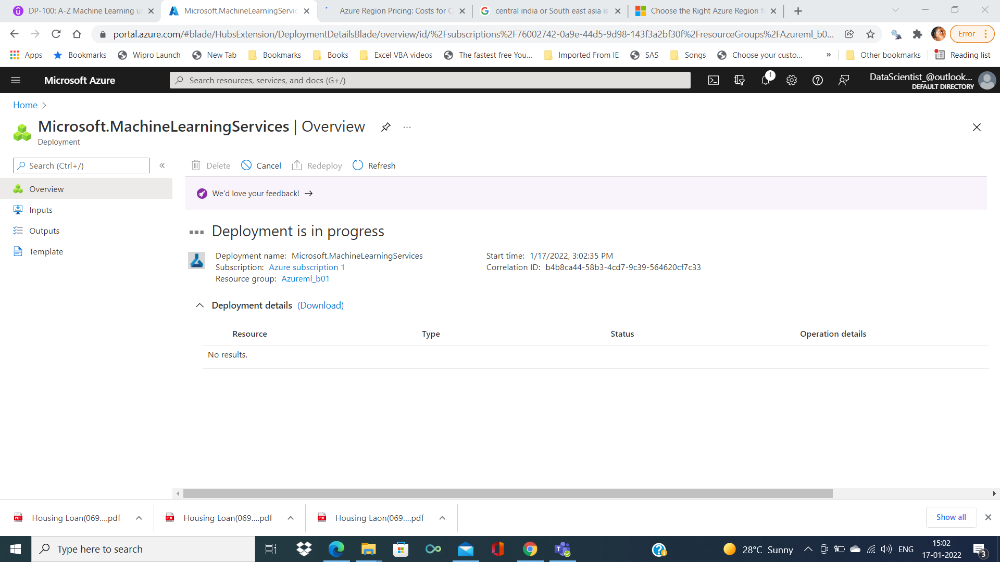 DP-100: A-Z Machine Learning us
Microsoft.MachineLearningServic
Azure Region Pricing: Costs for C
central india or South east asia is
Choose the Right Azure Region f
portal.azure.com/#blade/HubsExtension/DeploymentDetailsBlade/overview/id/%2Fsubscriptions%2F76002742-0a9e-44d5-9d98-143f3a2bf30f%2FresourceGroups%2FAzureml_b0...
Error
Apps
Bookmarks
Wipro Launch
New Tab
Bookmarks
Books
Excel VBA videos
The fastest free You...
Imported From IE
SAS
Songs
Choose your custo...
»
Other bookmarks
Reading list
Microsoft Azure
Search resources, services, and docs (G+/)
1
DataScientist_@outlook...
DEFAULT DIRECTORY
Home
Microsoft.MachineLearningServices | Overview
Deployment
Search (Ctrl+/)
Delete
Cancel
Redeploy
Refresh
Overview
Inputs
Outputs
Template
We'd love your feedback!
Deployment is in progress
Deployment name: Microsoft.MachineLearningServices
Subscription: Azure subscription 1
Resource group: Azureml_b01
Start time: 1/17/2022, 3:02:35 PM
Correlation ID: b4b8ca44-58b3-4cd7-9c39-564620cf7c33
Deployment details (Download)
Resource Type Status Operation details
No results.
PDF Housing Loan(069....pdf
PDF Housing Loan(069....pdf
PDF Housing Laon(069....pdf
Show all
Type here to search
28°C Sunny
ENG
15:02
17-01-2022
3